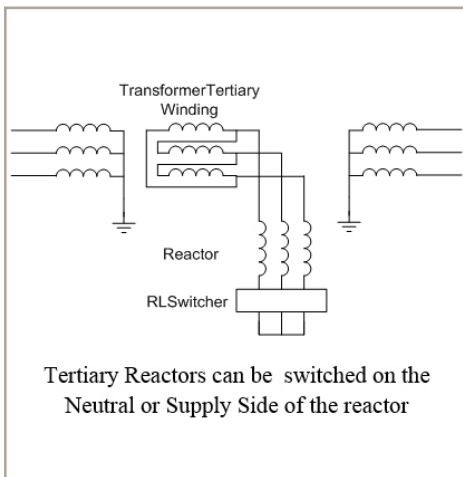 TransformerTertiary
Winding
Reactor
RLSwitcher
Tertiary Reactors can be switched on the
Neutral or Supply Side of the reactor